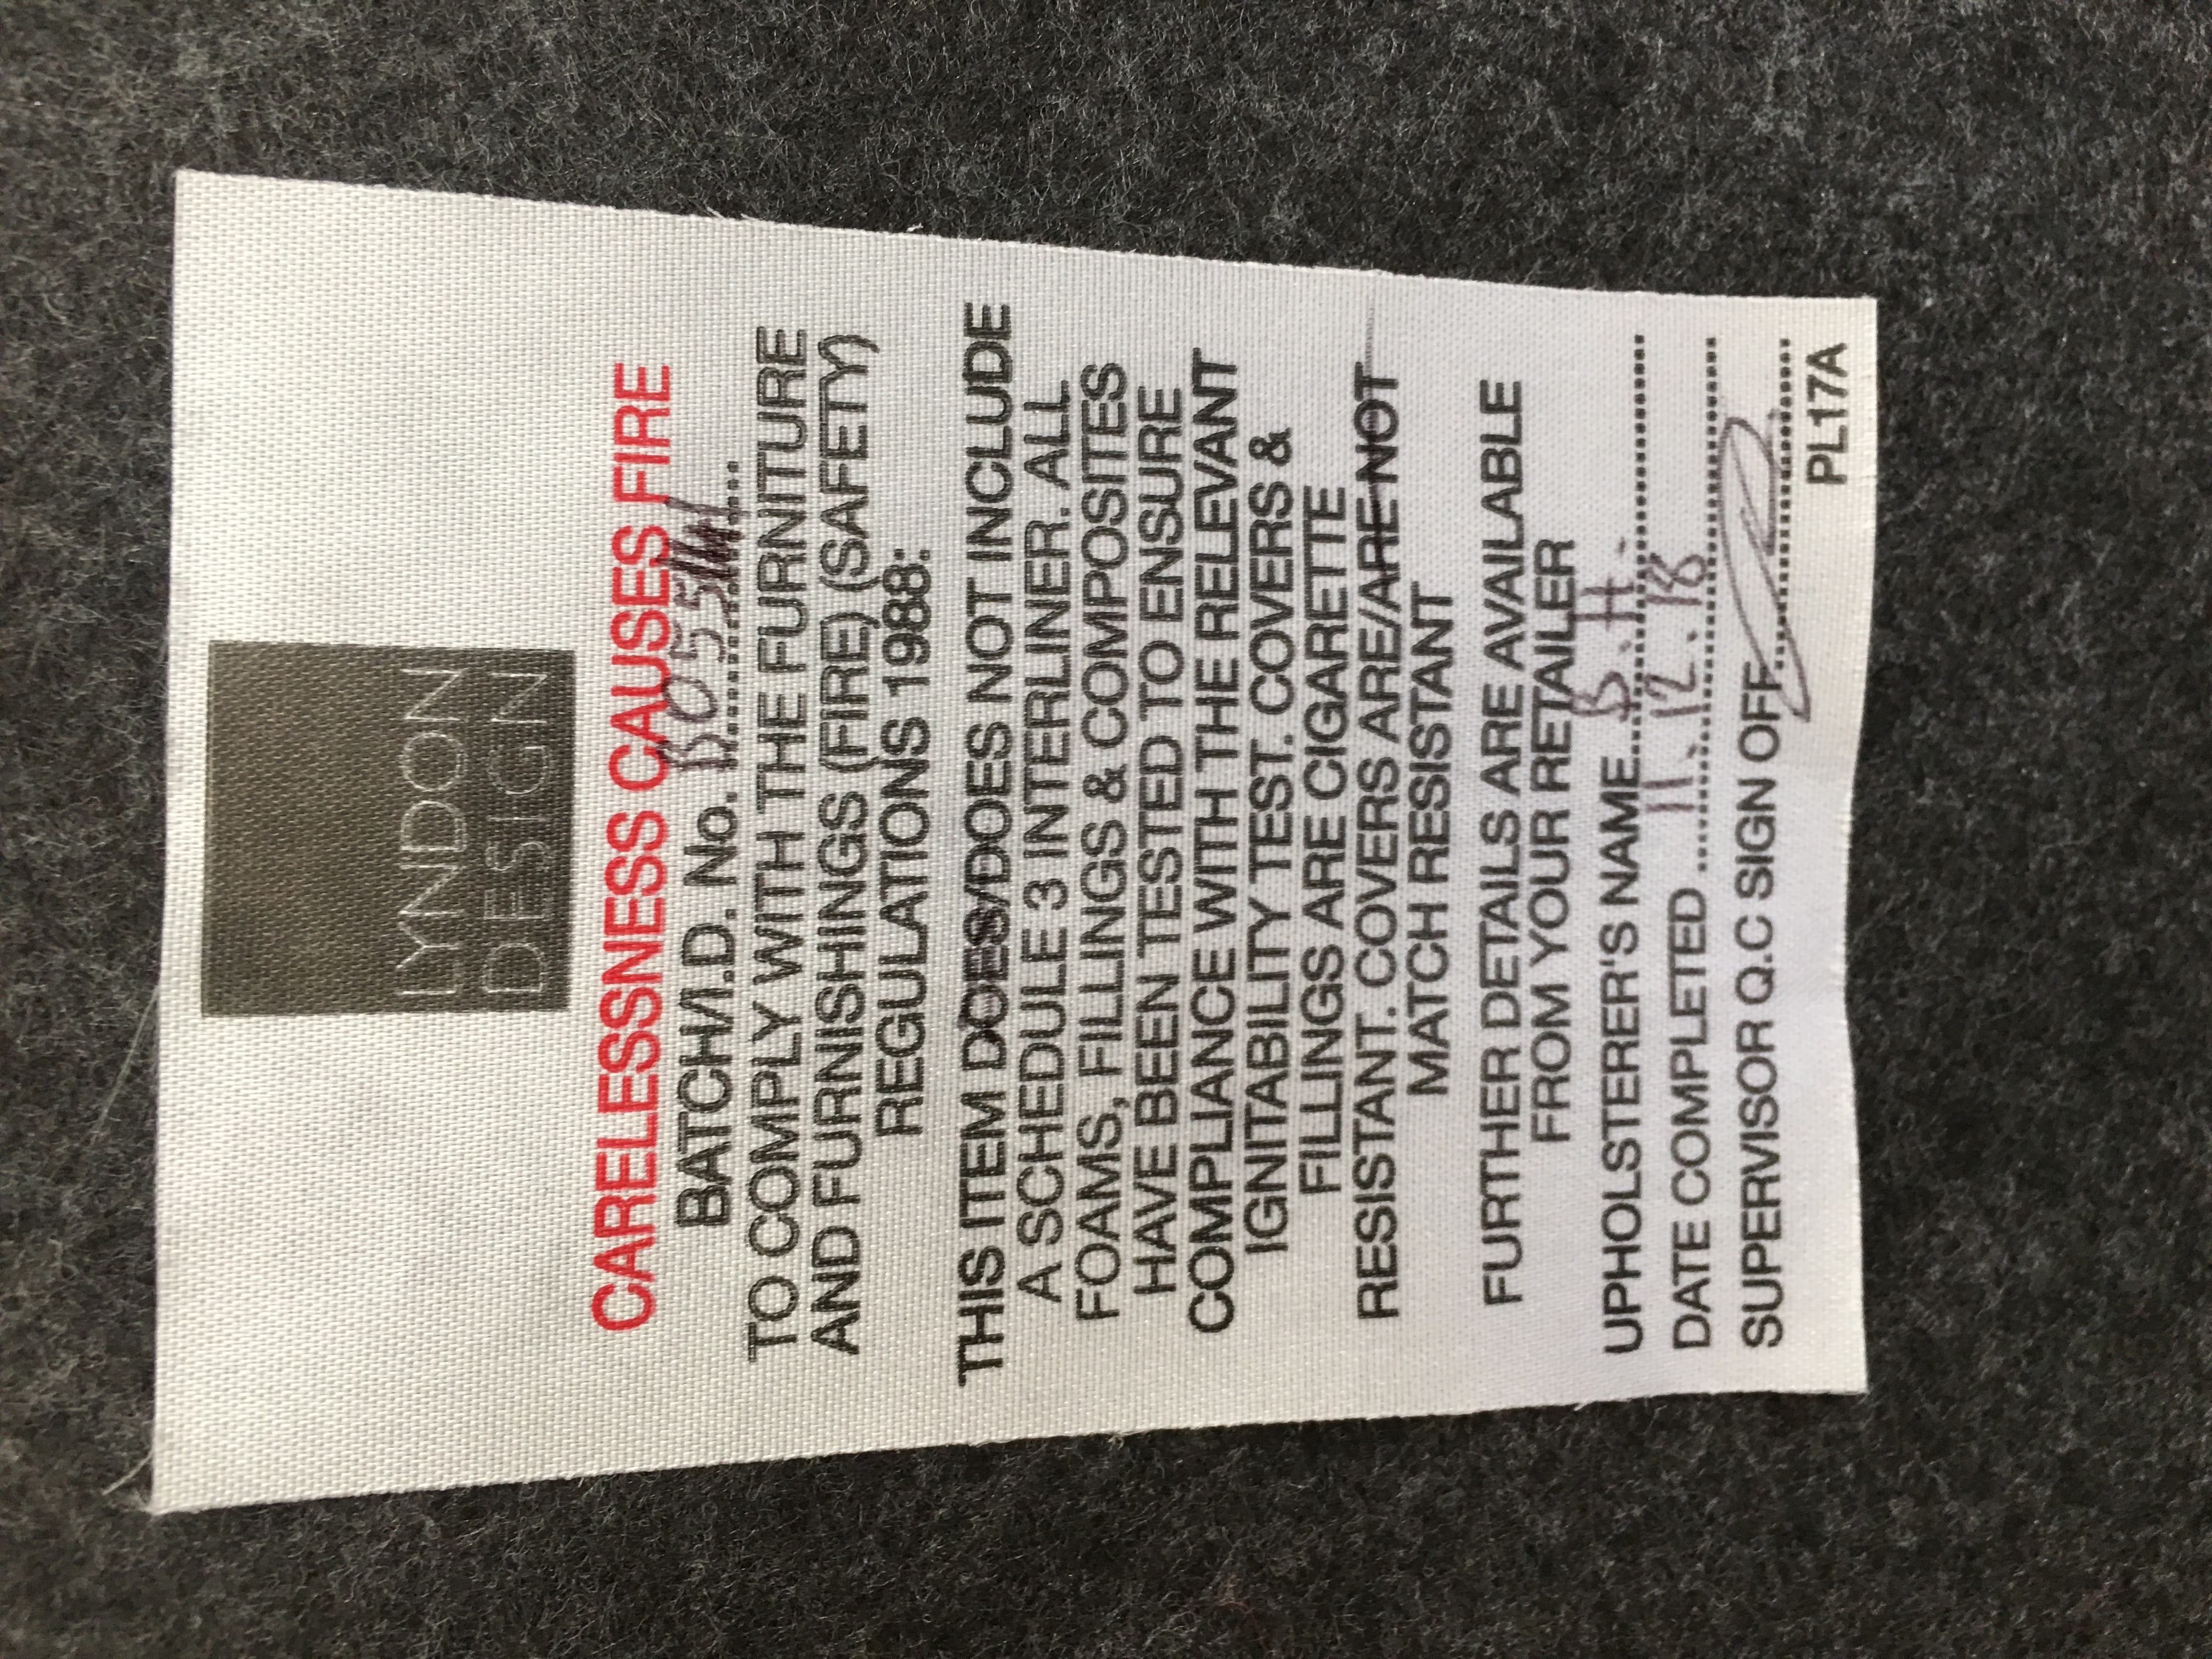 LYNDON
DESIGN
CARELESSNESS CAUSES FIRE
BATCH/I.D. No.
TO COMPLY WITH THE FURNITURE
AND FURNISHINGS (FIRE) (SAFETY)
REGULATIONS 1988:
THIS ITEM DOES/DOES NOT INCLUDE
A SCHEDULE 3 INTERLINER. ALL
FOAMS, FILLINGS & COMPOSITES
HAVE BEEN TESTED TO ENSURE
COMPLIANCE WITH THE RELEVANT
IGNITABILITY TEST. COVERS &
FILLINGS ARE CIGARETTE
RESISTANT. COVERS ARE/ARE NOT
MATCH RESISTANT
FURTHER DETAILS ARE AVAILABLE
FROM YOUR RETAILER
UPHOLSTERER'S NAME B.H.
DATE COMPLETED 11.12.18
SUPERVISOR Q.C SIGN OFF
PL17A